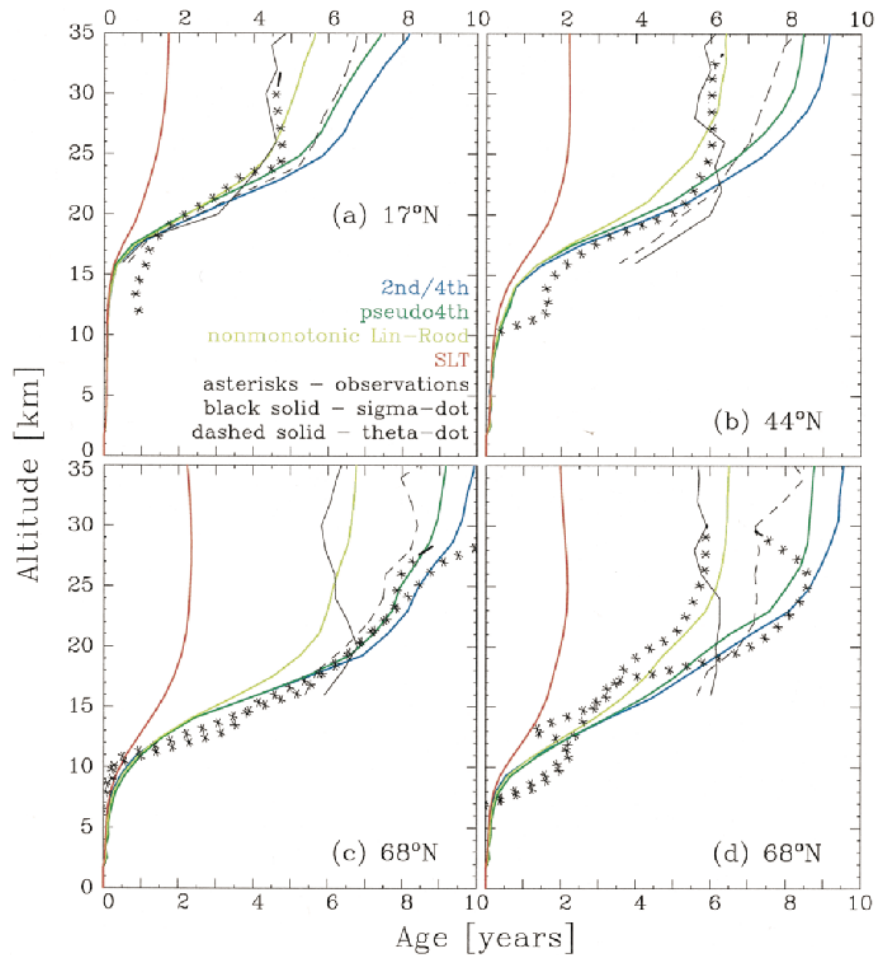 0 2 4 6 8 10 0 2 4 6 8 10
35
30
25
20
15
10
5
0
(a) 17°N
2nd/4th
pseudo4th
nonmonotonic Lin-Rood
SLT
asterisks - observations
black solid - sigma-dot
dashed solid - theta-dot
(b) 44°N
Altitude [km]
35
30
25
20
15
10
5
0
(c) 68°N
(d) 68°N
0 2 4 6 8 10 2 4 6 8 10
Age [years]